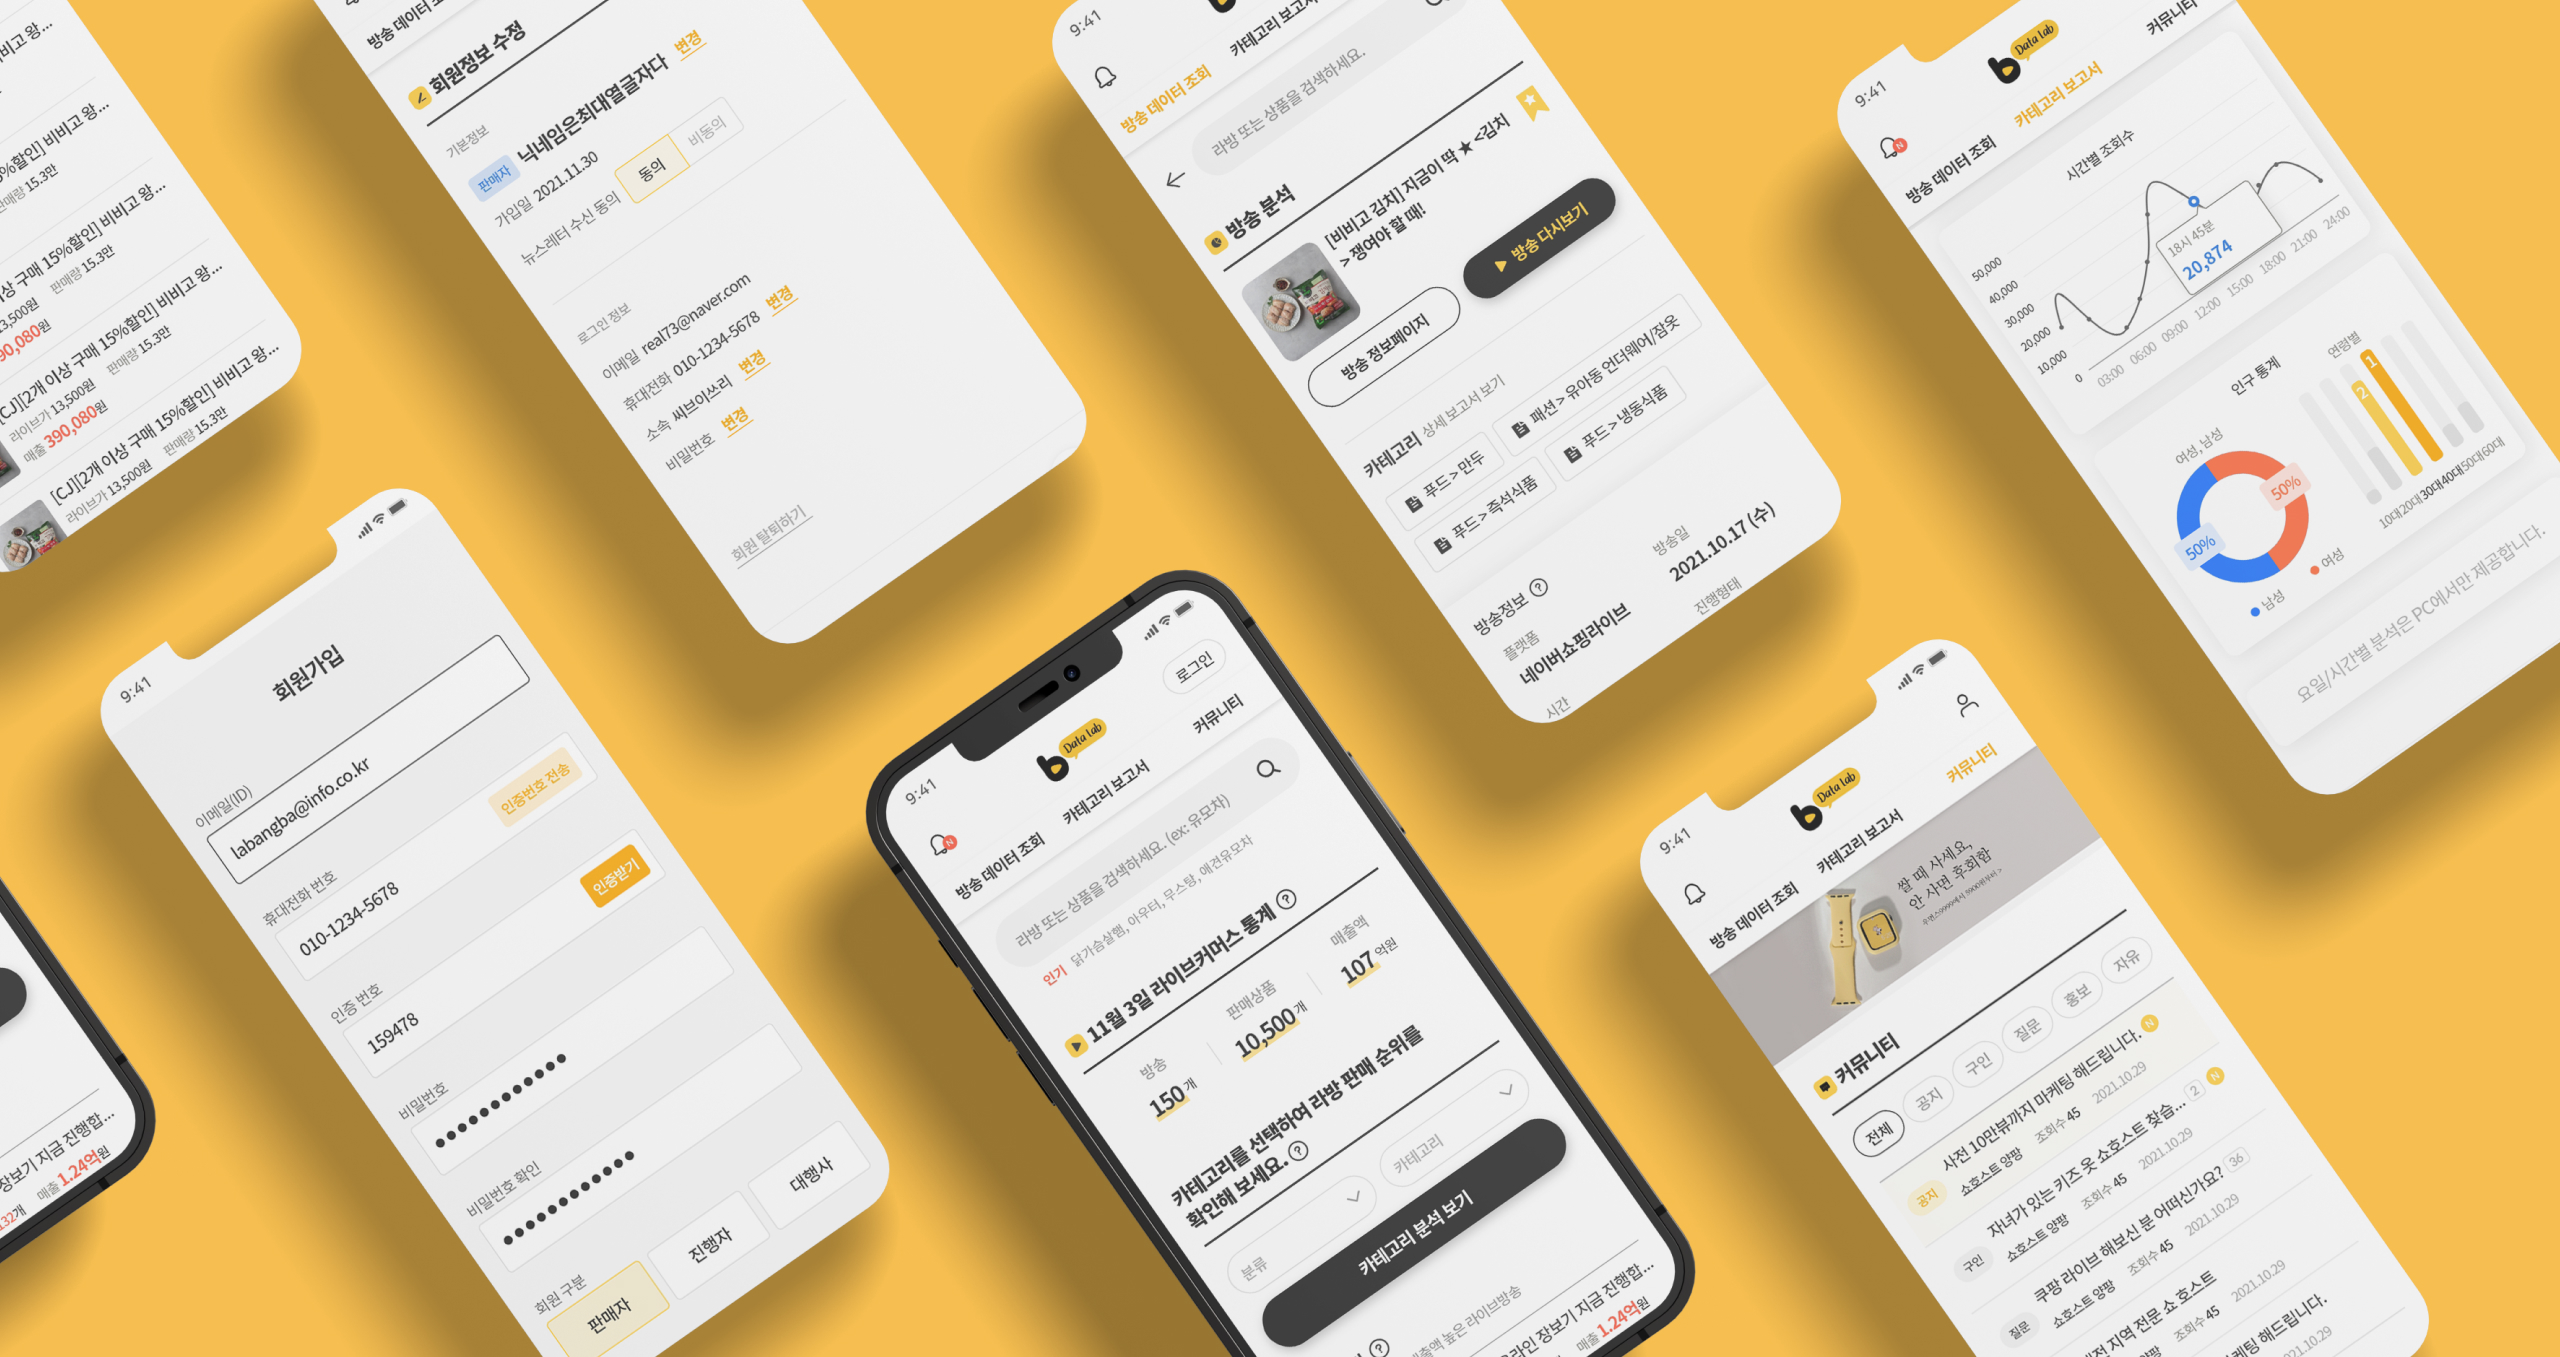 비비고 왕...
%할인] 비비고 왕...
판매량 15.3만
이상 구매 15%할인] 비비고 왕...
13,500원 판매량 15.3만
90,080원
[CJ][2개 이상 구매 15%할인] 비비고 왕...
라이브가 13,500원 판매량 15.3만
매출 390,080원
[CJ][2개 이상 구매 15%할인] 비비고 왕...
라이브가 13,500원 판매량 15.3만
장보기 지금 진행합...
매출 1.24억원
132개
방송 데이터 조
회원정보 수정
기본정보
판매자 닉네임은최대열글자다 변경
가입일 2021.11.30
뉴스레터 수신 동의 동의 비동의
로그인 정보
이메일 real73@naver.com
휴대전화 010-1234-5678 변경
소속 씨브이쓰리 변경
비밀번호 변경
회원 탈퇴하기
9:41
회원가입
이메일(ID)
labangba@info.co.kr
휴대전화 번호
010-1234-5678 인증번호 전송
인증 번호
159478 인증받기
비밀번호
비밀번호 확인
회원 구분
판매자 진행자 대행사
9:41
방송 데이터 조회 카테고리 보고서
라방 또는 상품을 검색하세요.
방송 분석
[비비고 김치] 지금이 딱 ★ <김치
> 쟁여야 할 때!
방송 정보페이지 방송 다시보기
카테고리 상세 보고서 보기
푸드 > 만두 패션 > 유아동 언더웨어/잠옷
푸드 > 즉석식품 푸드 > 냉동식품
방송정보
플랫폼 방송일
네이버쇼핑라이브 2021.10.17 (수)
시간 진행형태
9:41
로그인
b Data lab
N
방송 데이터 조회 카테고리 보고서 커뮤니티
라방 또는 상품을 검색하세요. (ex: 유모차)
인기 닭가슴살햄, 아우터, 무스탕, 애견유모차
11월 3일 라이브커머스 통계
방송 판매상품 매출액
150개 10,500개 107억원
카테고리를 선택하여 라방 판매 순위를
확인해 보세요.
분류 카테고리
카테고리 분석 보기
매출액 높은 라이브방송
라인 장보기 지금 진행합...
매출 1.24억원
9:41
b Data lab
N
방송 데이터 조회 카테고리 보고서 커뮤니티
시간별 조회수
50,000
40,000
30,000
20,000
10,000
0
18시 45분
20,874
03:00 06:00 09:00 12:00 15:00 18:00 21:00 24:00
인구 통계
여성, 남성 연령별
50%
50%
남성 여성
2 1
10대 20대 30대 40대 50대 60대
요일/시간별 분석은 PC에서만 제공합니다.
9:41
b Data lab
방송 데이터 조회 카테고리 보고서 커뮤니티
쌀 때 사세요,
안 사면 후회함
커뮤니티
전체 공지 구인 질문 홍보 자유
공지 사전 10만뷰까지 마케팅 해드립니다. N
쇼호스트 양팡 조회수 45 2021.10.29
구인 자녀가 있는 키즈 옷 쇼호스트 찾습... 2 N
쇼호스트 양팡 조회수 45 2021.10.29
질문 쿠팡 라이브 해보신 분 어떠신가요? 36
쇼호스트 양팡 조회수 45 2021.10.29
대전 지역 전문 쇼호스트
양팡 조회수 45 2021.10.29
마케팅 해드립니다.
2021.10.29